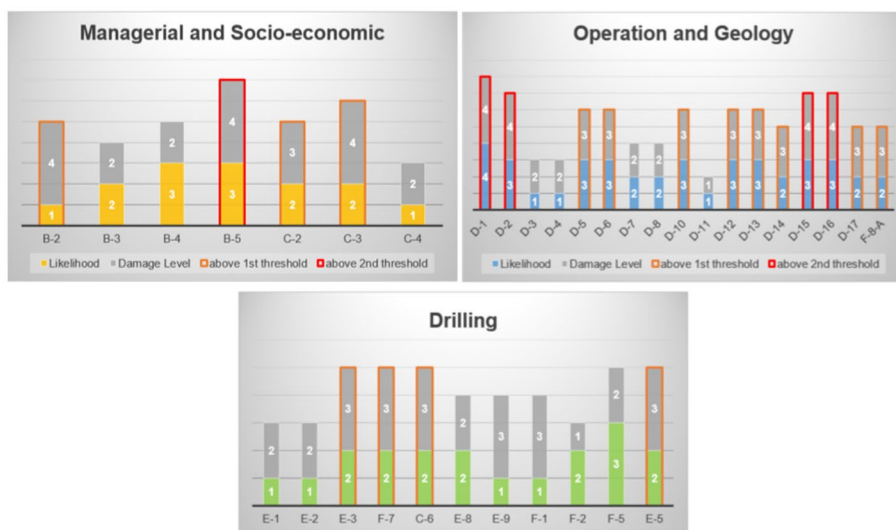 Managerial and Socio-economic
4 2 2 4 3 4 2
1 2 3 3 2 2 1
B-2 B-3 B-4 B-5 C-2 C-3 C-4
Likelihood Damage Level above 1st threshold above 2nd threshold
Operation and Geology
4 4 2 2 3 3 2 2 3 1 3 3 3 4 4 3 3
4 3 1 1 3 3 2 2 3 1 3 3 2 3 3 2 2
D-1 D-2 D-3 D-4 D-5 D-6 D-7 D-8 D-10 D-11 D-12 D-13 D-14 D-15 D-16 D-17 F-8-A
Likelihood Damage Level above 1st threshold above 2nd threshold
Drilling
2 2 3 3 3 2 3 3 1 2 3
1 1 2 2 2 2 1 1 2 3 2
E-1 E-2 E-3 F-7 C-6 E-8 E-9 F-1 F-2 F-5 E-5